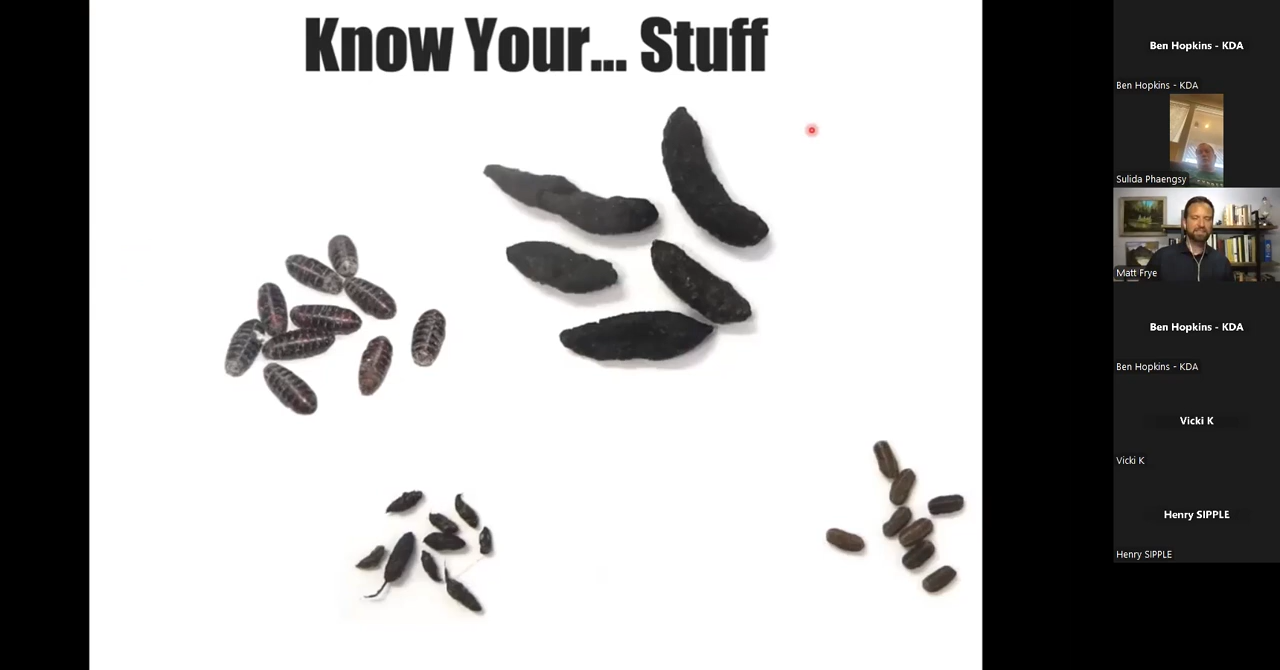 Know Your... Stuff
Ben Hopkins - KDA
Ben Hopkins - KDA
Sulida Phaengsy
Matt Frye
Ben Hopkins - KDA
Ben Hopkins - KDA
Vicki K
Vicki K
Henry SIPPLE
Henry SIPPLE